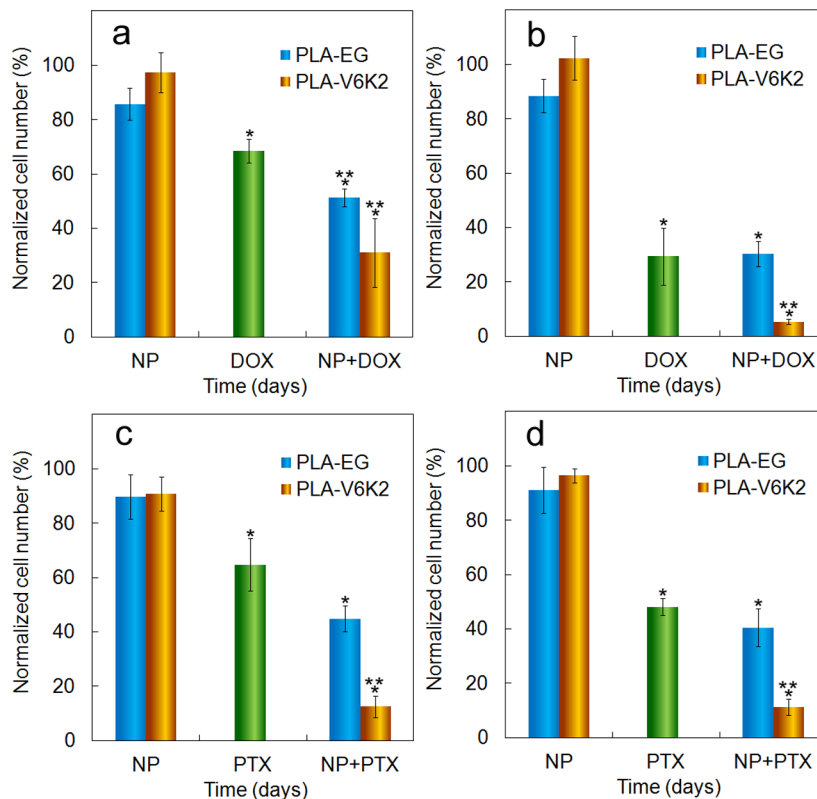 a
Normalized cell number (%)
100
80
60
40
20
0
PLA-EG
PLA-V6K2
*
**
*
**
*
NP DOX NP+DOX
Time (days)
b
Normalized cell number (%)
100
80
60
40
20
0
PLA-EG
PLA-V6K2
*
*
**
*
NP DOX NP+DOX
Time (days)
c
Normalized cell number (%)
100
80
60
40
20
0
PLA-EG
PLA-V6K2
*
*
**
*
NP PTX NP+PTX
Time (days)
d
Normalized cell number (%)
100
80
60
40
20
0
PLA-EG
PLA-V6K2
*
*
**
*
NP PTX NP+PTX
Time (days)